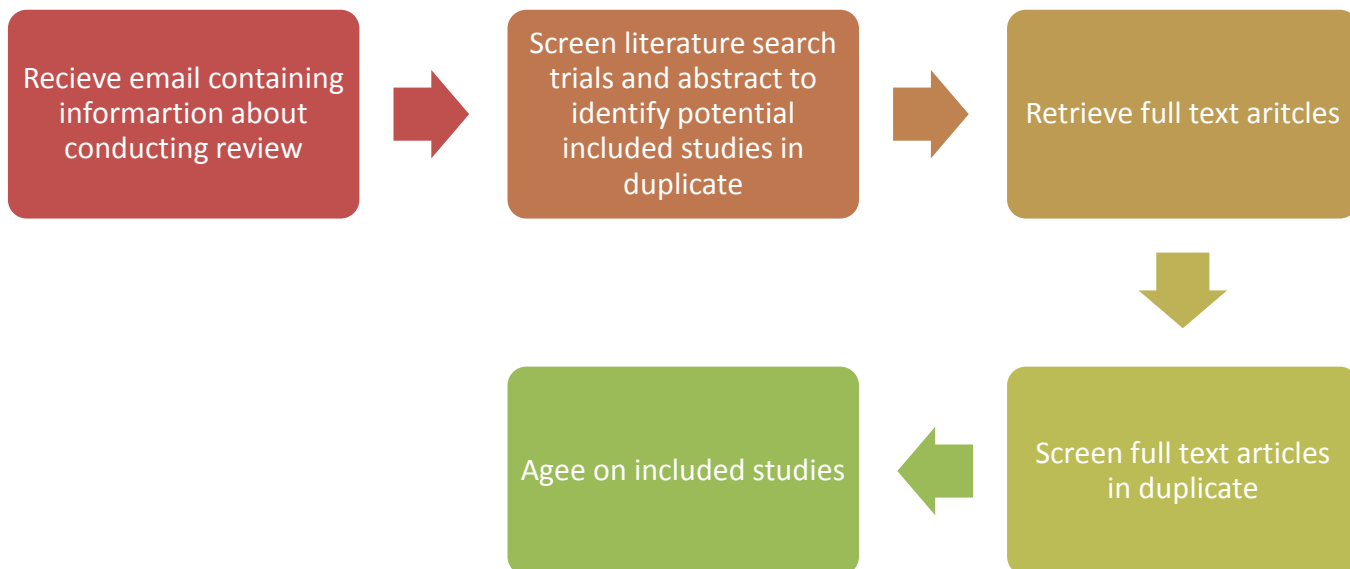 Recieve email containing
informartion about
conducting review
Screen literature search
trials and abstract to
identify potential
included studies in
duplicate
Retrieve full text aritcles
Screen full text articles
in duplicate
Agee on included studies